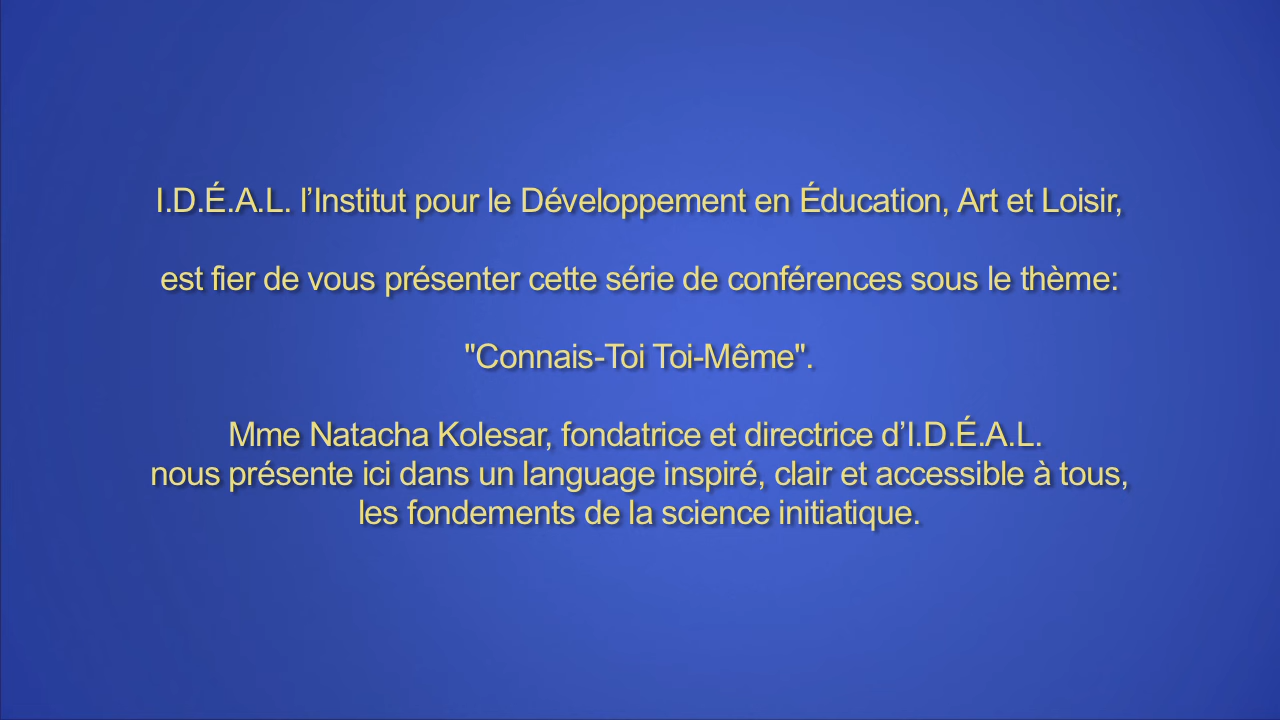 I.D.É.A.L. l’Institut pour le Développement en Éducation, Art et Loisir,
est fier de vous présenter cette série de conférences sous le thème:
"Connais-Toi Toi-Même".
Mme Natacha Kolesar, fondatrice et directrice d’I.D.É.A.L.
nous présente ici dans un language inspiré, clair et accessible à tous,
les fondements de la science initiatique.